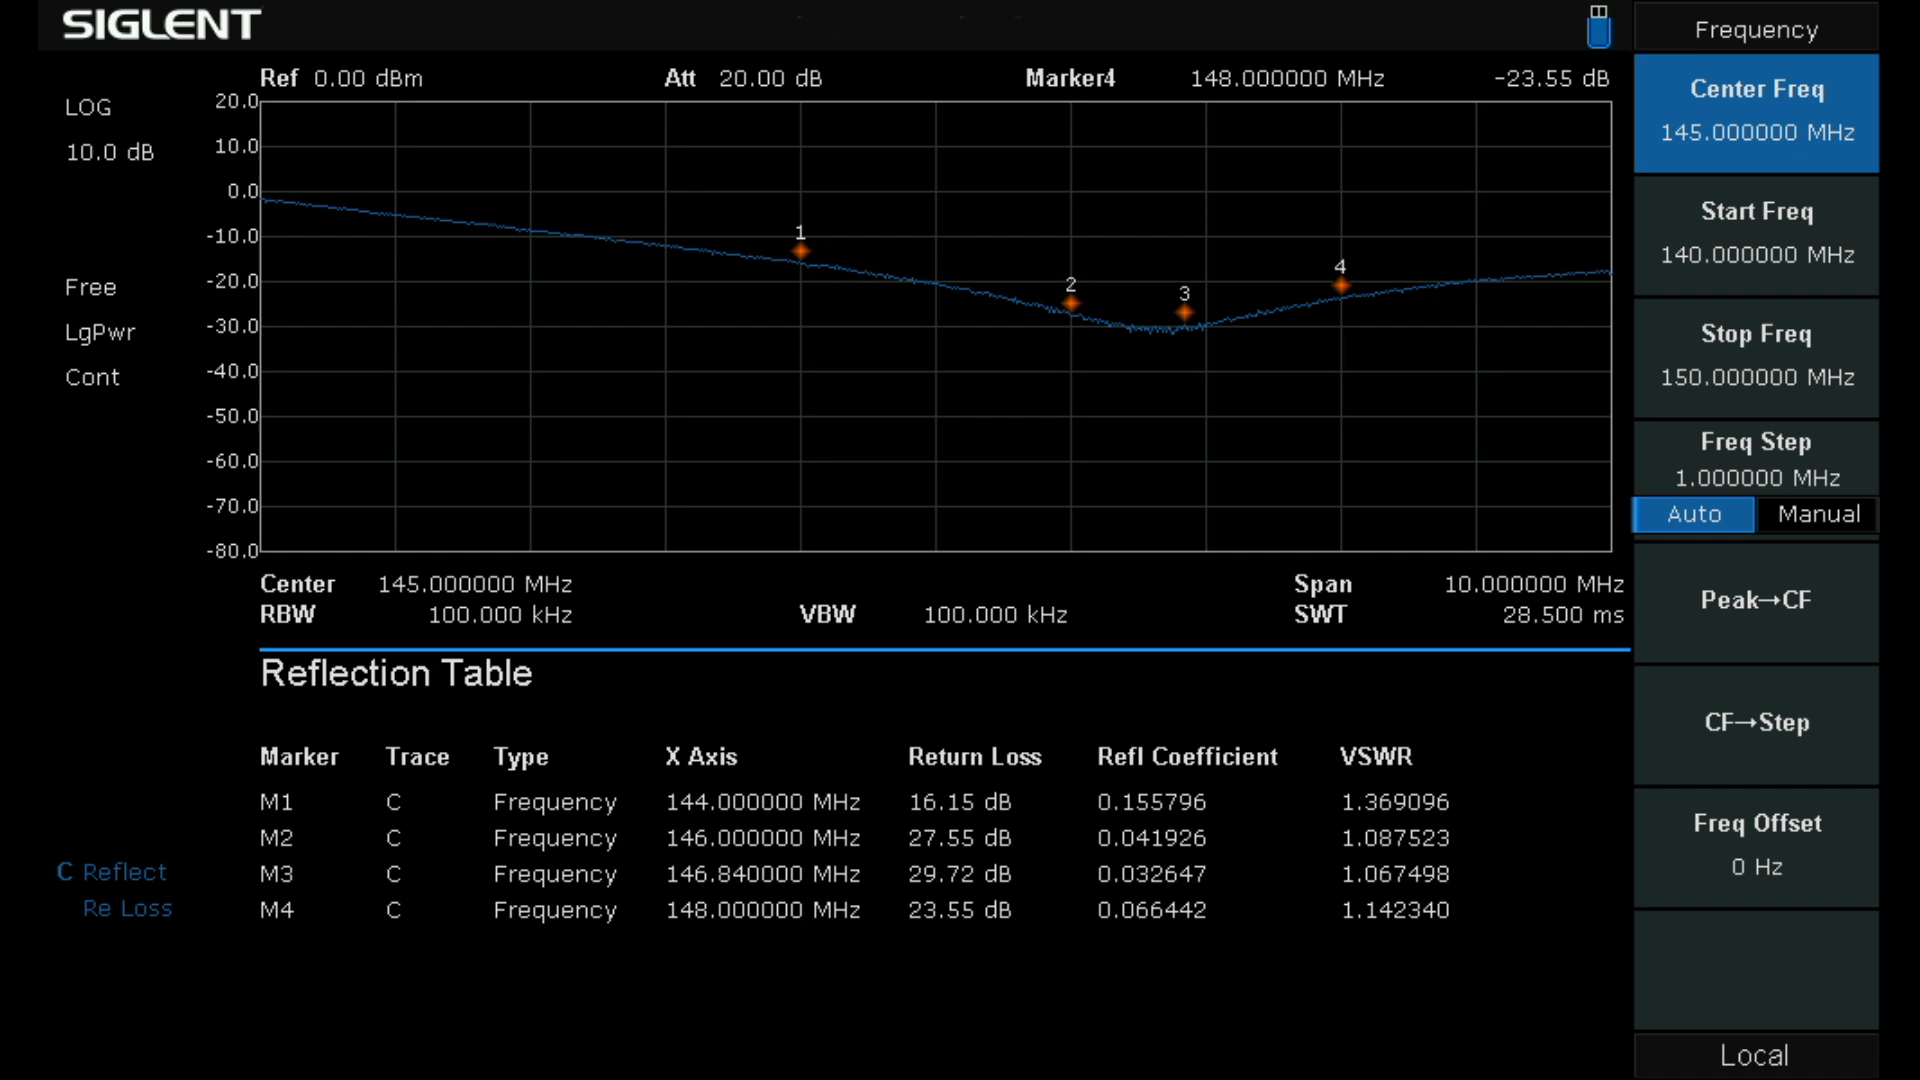 SIGLENT
Frequency
Ref 0.00 dBm Att 20.00 dB Marker4 148.000000 MHz -23.55 dB
LOG
10.0 dB
Free
LgPwr
Cont
20.0
10.0
0.0
-10.0
-20.0
-30.0
-40.0
-50.0
-60.0
-70.0
-80.0
1
2
3
4
Center 145.000000 MHz Span 10.000000 MHz
RBW 100.000 kHz VBW 100.000 kHz SWT 28.500 ms
Reflection Table
Marker Trace Type X Axis Return Loss Refl Coefficient VSWR
M1 C Frequency 144.000000 MHz 16.15 dB 0.155796 1.369096
M2 C Frequency 146.000000 MHz 27.55 dB 0.041926 1.087523
M3 C Frequency 146.840000 MHz 29.72 dB 0.032647 1.067498
M4 C Frequency 148.000000 MHz 23.55 dB 0.066442 1.142340
C Reflect
Re Loss
Center Freq
145.000000 MHz
Start Freq
140.000000 MHz
Stop Freq
150.000000 MHz
Freq Step
1.000000 MHz
Auto Manual
Peak→CF
CF→Step
Freq Offset
0 Hz
Local